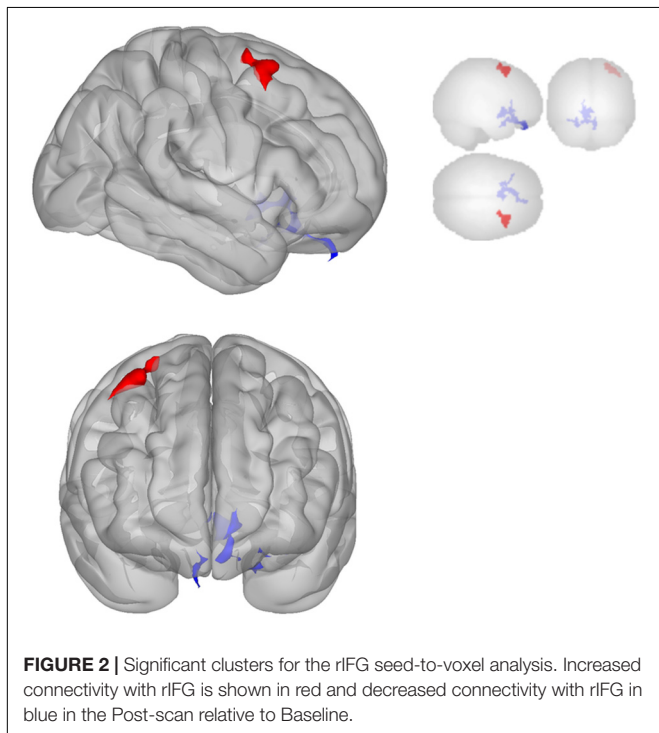 FIGURE 2 | Significant clusters for the rIFG seed-to-voxel analysis. Increased
connectivity with rIFG is shown in red and decreased connectivity with rIFG in
blue in the Post-scan relative to Baseline.